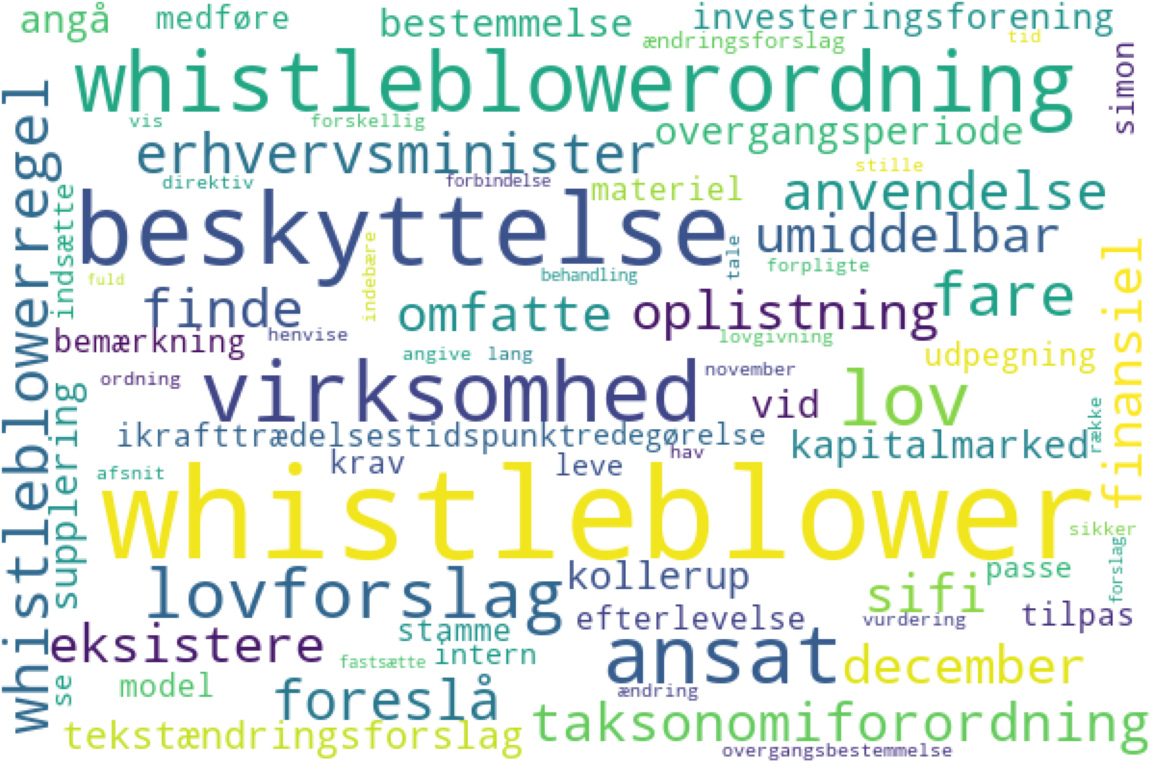 angå medføre bestemmelse investeringsforening
ændringsforslag tid
whistleblowerordning
simon
vis forskellig overgangsperiode
erhvervsminister stille
direktiv forbindelse materiel anvendelse
indsætte
beskyttelse umiddelbar
tale
fuld indebære behandling forpligte
finde omfatte oplistning fare
bemærkning henvise lovgivning
angive lang udpegning
ordning virksomhed november vid lov
finansiel
whistleblowerregel
supplering
ikrafttrædelsestidspunkt redegørelse kapitalmarked
række
afsnit krav leve hav
whistleblower
sikker
lovforslag kollerup sifi passe
forslag
eksistere stamme efterlevelse vurdering tilpas
fastsætte intern ansat december
se model foreslå ændring
tekstændringsforslag taksonomiforordning
overgangsbestemmelse